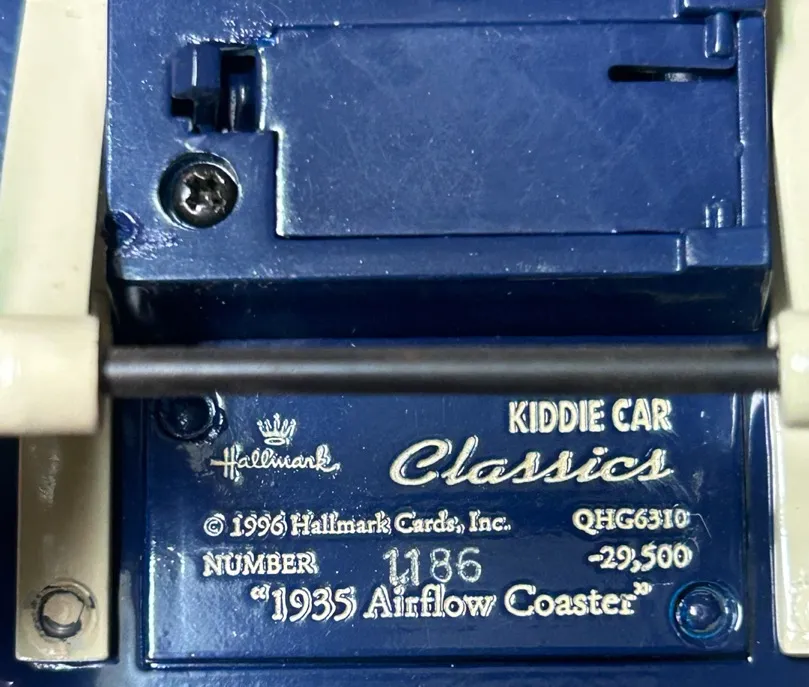 KIDDIE CAR
Hallmark Classics
© 1996 Hallmark Cards, Inc. QHG6310
NUMBER 1186 -29,500
"1935 Airflow Coaster"